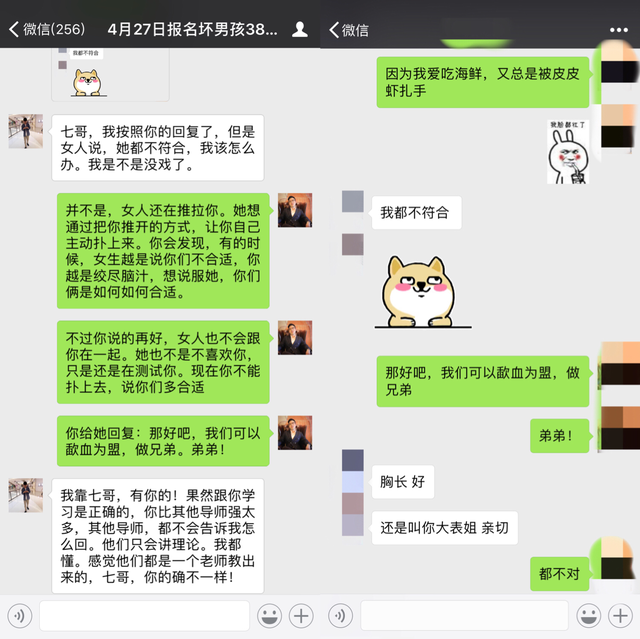 微信(256)
4月27日报名坏男孩38...
我都不符合
七哥，我按照你的回复了，但是
女人说，她都不符合，我该怎么
办。我是不是没戏了。
并不是，女人还在推拉你。她想
通过把你推开的方式，让你自己
主动扑上来。你会发现，有的时
候，女生越是说你们不合适，你
越是绞尽脑汁，想说服她，你们
俩是如何如何合适。
不过你说的再好，女人也不会跟
你在一起。她也不是不喜欢你，
只是还是在测试你。现在你不能
扑上去，说你们多合适
你给她回复：那好吧，我们可以
歃血为盟，做兄弟。弟弟！
我靠七哥，有你的！果然跟你学
习是正确的，你比其他导师强太
多，其他导师，都不会告诉我怎
么回。他们只会讲理论。我都
懂。感觉他们都是一个老师教出
来的，七哥，你的确不一样！
微信
因为我爱吃海鲜，又总是被皮皮
虾扎手
我脸都红了
我都不符合
那好吧，我们可以歃血为盟，做
兄弟
弟弟！
胸长 好
还是叫你大表姐 亲切
都不对